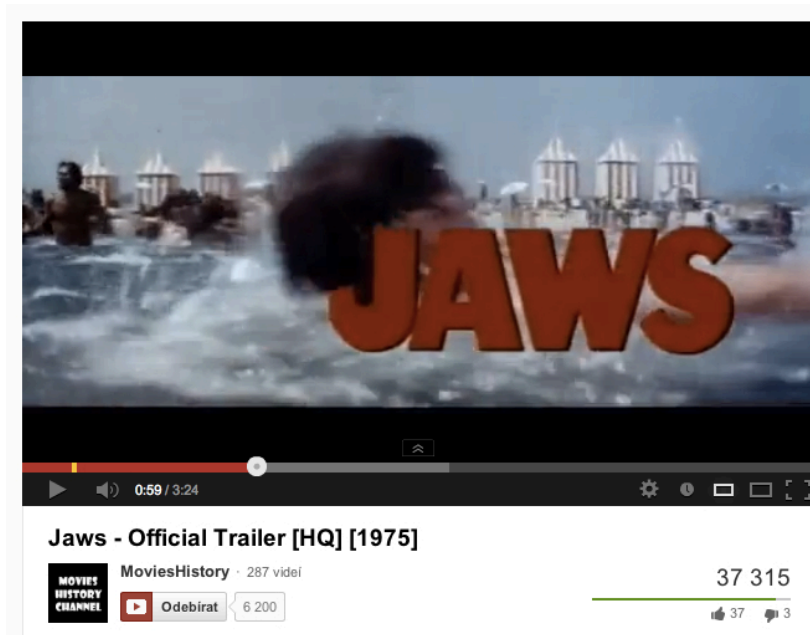 JAWS
0:59 / 3:24
Jaws - Official Trailer [HQ] [1975]
MOVIES
HISTORY
CHANNEL
MoviesHistory · 287 videí
Odebírat 6 200
37 315
37 3